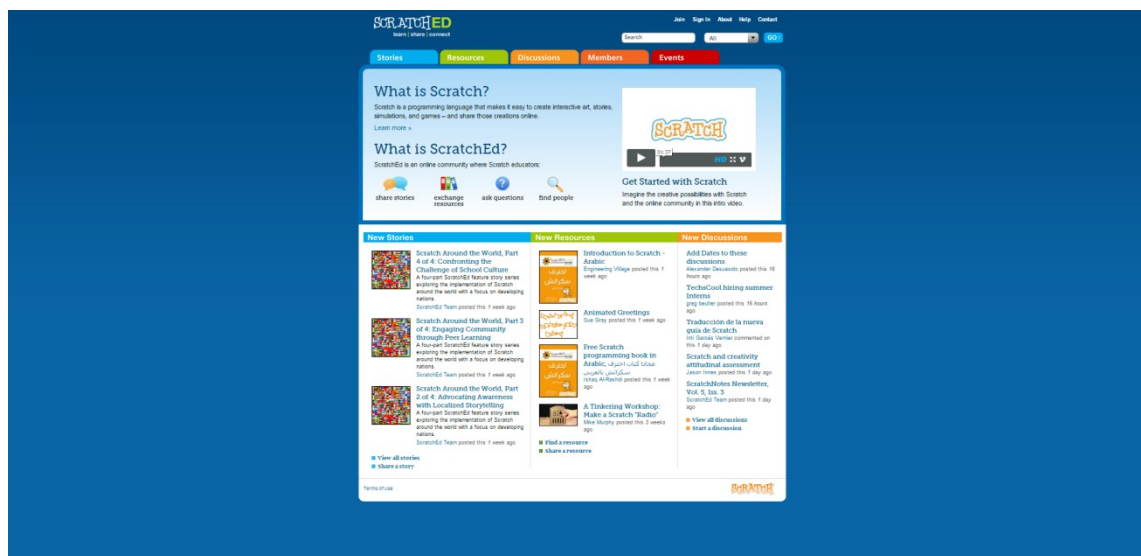 SCRATCHED
learn | share | connect
Join Sign In About Help Contact
Search
All
GO
Stories
Resources
Discussions
Members
Events
What is Scratch?
Scratch is a programming language that makes it easy to create interactive art, stories,
simulations, and games – and share those creations online.
Learn more »
What is ScratchEd?
ScratchEd is an online community where Scratch educators:
share stories
exchange
resources
ask questions
find people
SCRATCH
HD
Get Started with Scratch
Imagine the creative possibilities with Scratch
and the online community in this intro video.
New Stories
Scratch Around the World, Part
4 of 4: Confronting the
Challenge of School Culture
A four-part ScratchEd feature story series
exploring the implementation of Scratch
around the world with a focus on developing
nations.
ScratchEd Team posted this 1 week ago
Scratch Around the World, Part 3
of 4: Engaging Community
through Peer Learning
A four-part ScratchEd feature story series
exploring the implementation of Scratch
around the world with a focus on developing
nations.
ScratchEd Team posted this 1 week ago
Scratch Around the World, Part
2 of 4: Advocating Awareness
with Localized Storytelling
A four-part ScratchEd feature story series
exploring the implementation of Scratch
around the world with a focus on developing
nations.
ScratchEd Team posted this 1 week ago
View all stories
Share a story
New Resources
احترف
سكراتش
Introduction to Scratch -
Arabic
Engineering Village posted this 1
week ago
Animated Greetings
Sue Gray posted this 1 week ago
احترف
سكراتش
Free Scratch
programming book in
Arabic, مجانا كتاب احترف
سكراتش بالعربي
Ishaq Al-Rashdi posted this 1 week
ago
A Tinkering Workshop:
Make a Scratch "Radio"
Mike Murphy posted this 3 weeks
ago
Find a resource
Share a resource
New Discussions
Add Dates to these
discussions
Alexander posted this 16
hours ago
TechsCool hiring summer
Interns
greg posted this 16 hours
ago
Traducción de la nueva
guía de Scratch
Inti Garcés Vernier commented on
this 1 day ago
Scratch and creativity
attitudinal assessment
Jason Innes posted this 1 day ago
ScratchNotes Newsletter,
Vol. 5, Iss. 3
ScratchEd Team posted this 1 day
ago
View all discussions
Start a discussion
Terms of Use
SCRATCH